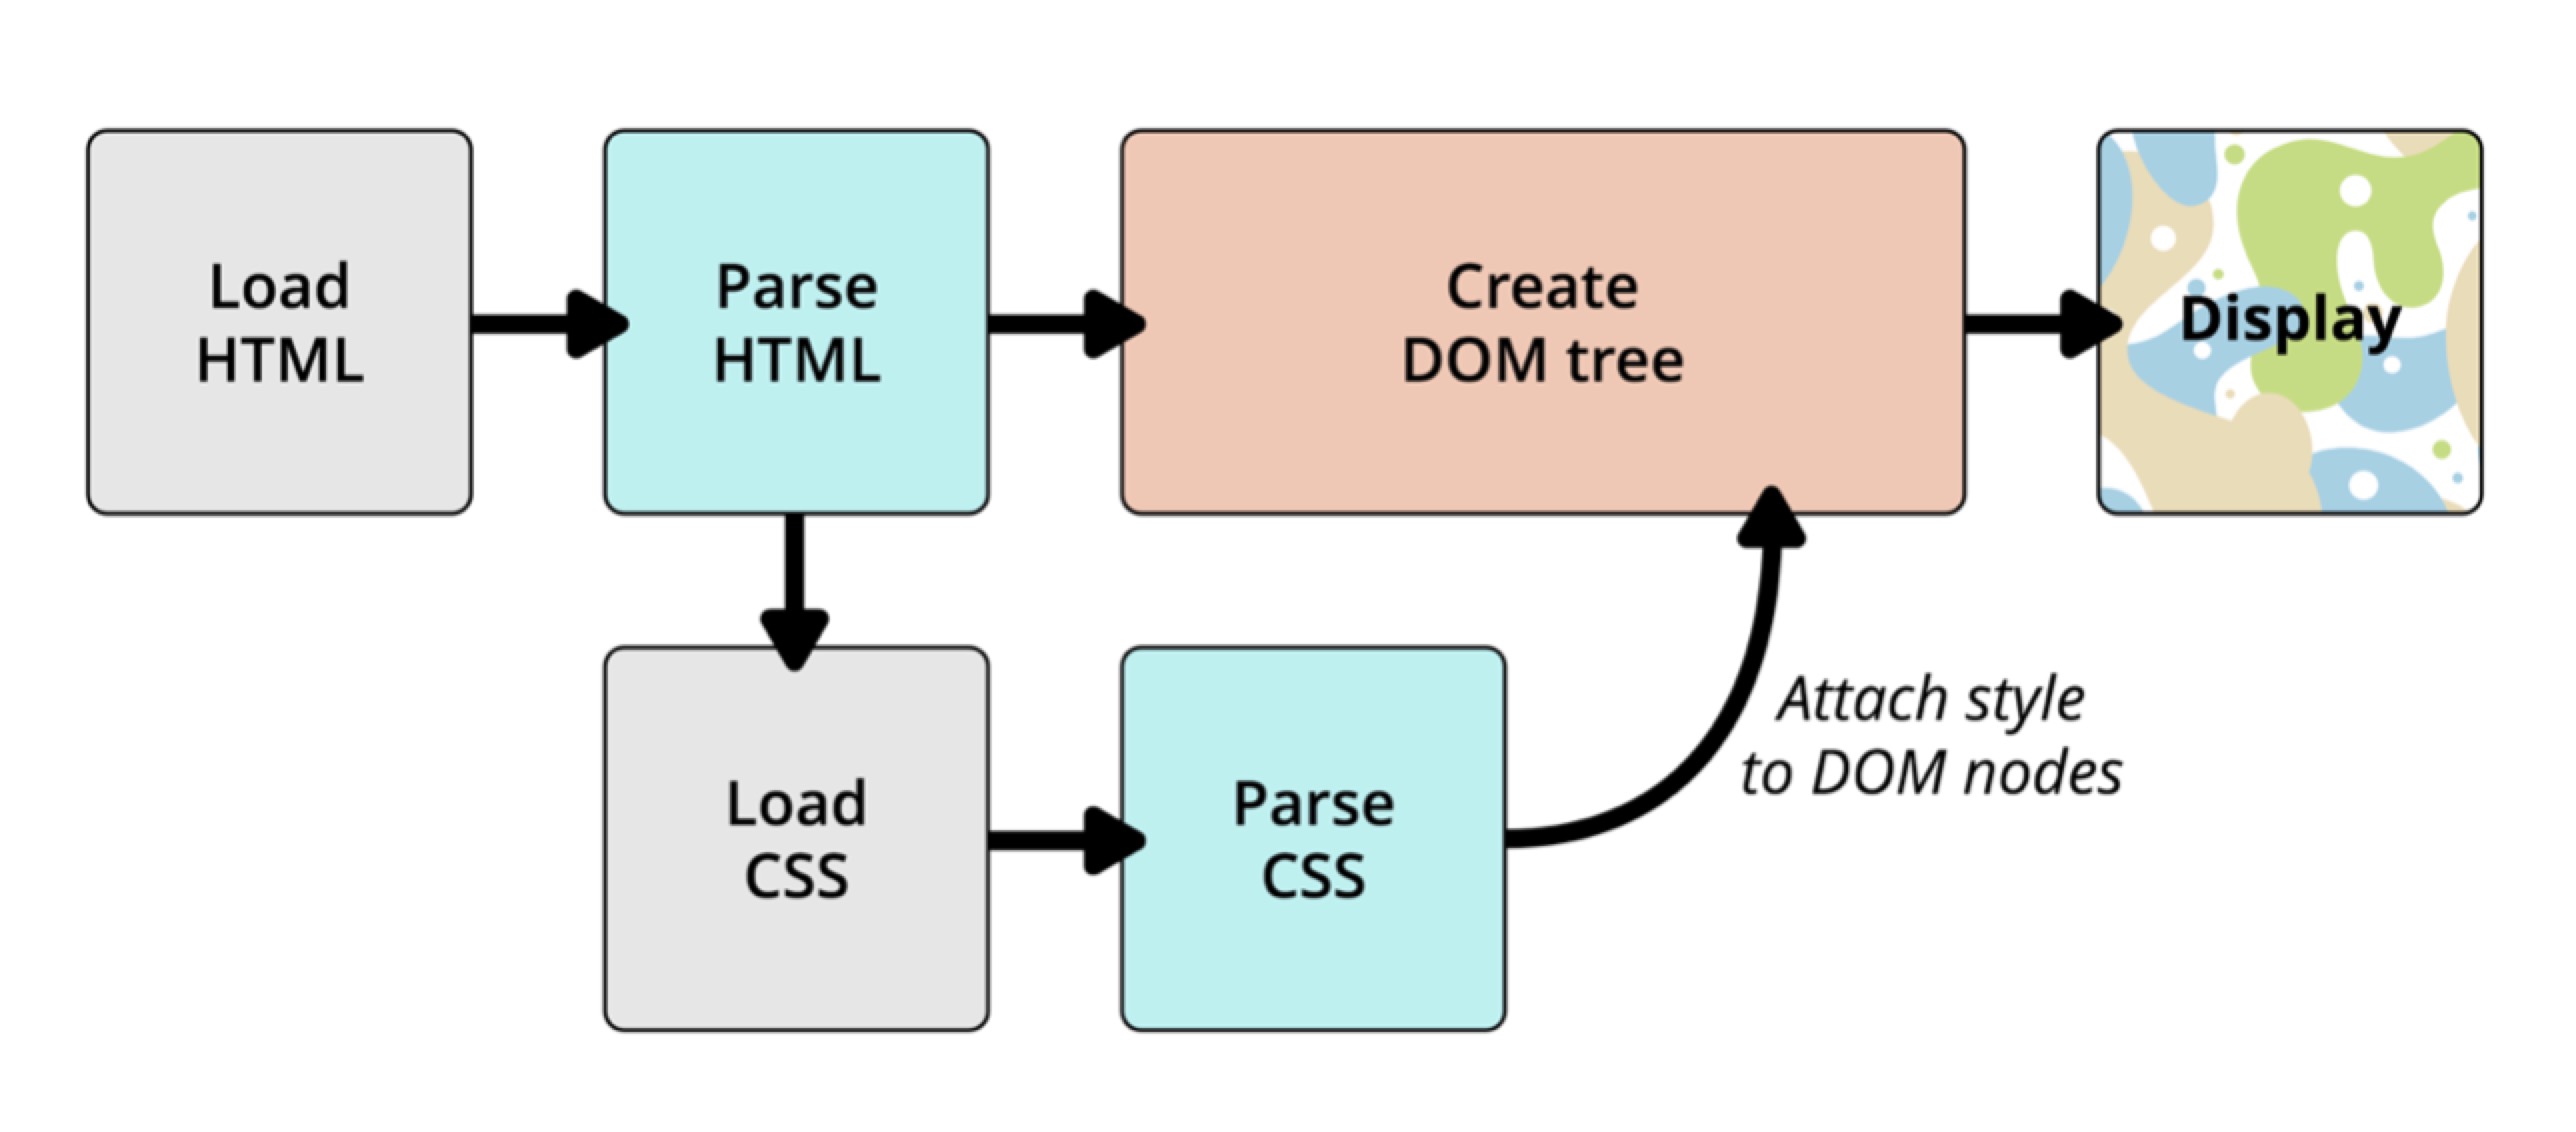 Load
HTML
Parse
HTML
Create
DOM tree
Display
Load
CSS
Parse
CSS
Attach style
to DOM nodes